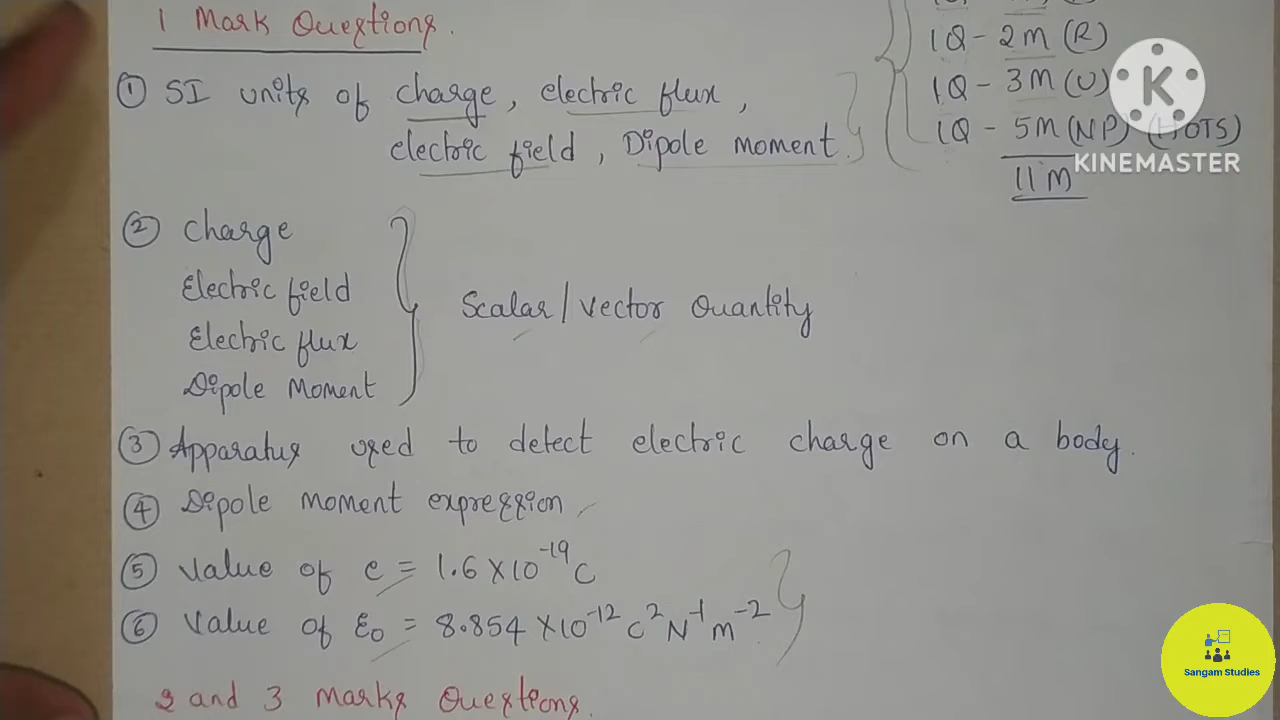 1 Mark Questions.
1Q - 2M (R)
1Q - 3M (U)
1Q - 5M (NP) (HOTS)
11 M
① SI units of charge, electric flux,
electric field, Dipole moment.
② charge
Electric field
Electric flux
Dipole Moment
Scalar/vector Quantity
③ Apparatus used to detect electric charge on a body.
④ Dipole moment expression
⑤ Value of e = 1.6 × 10⁻¹⁹ C
⑥ Value of ε₀ = 8.854 × 10⁻¹² C² N⁻¹ m⁻²
2 and 3 marks Questions.
K
KINEMASTER
Sangam Studies